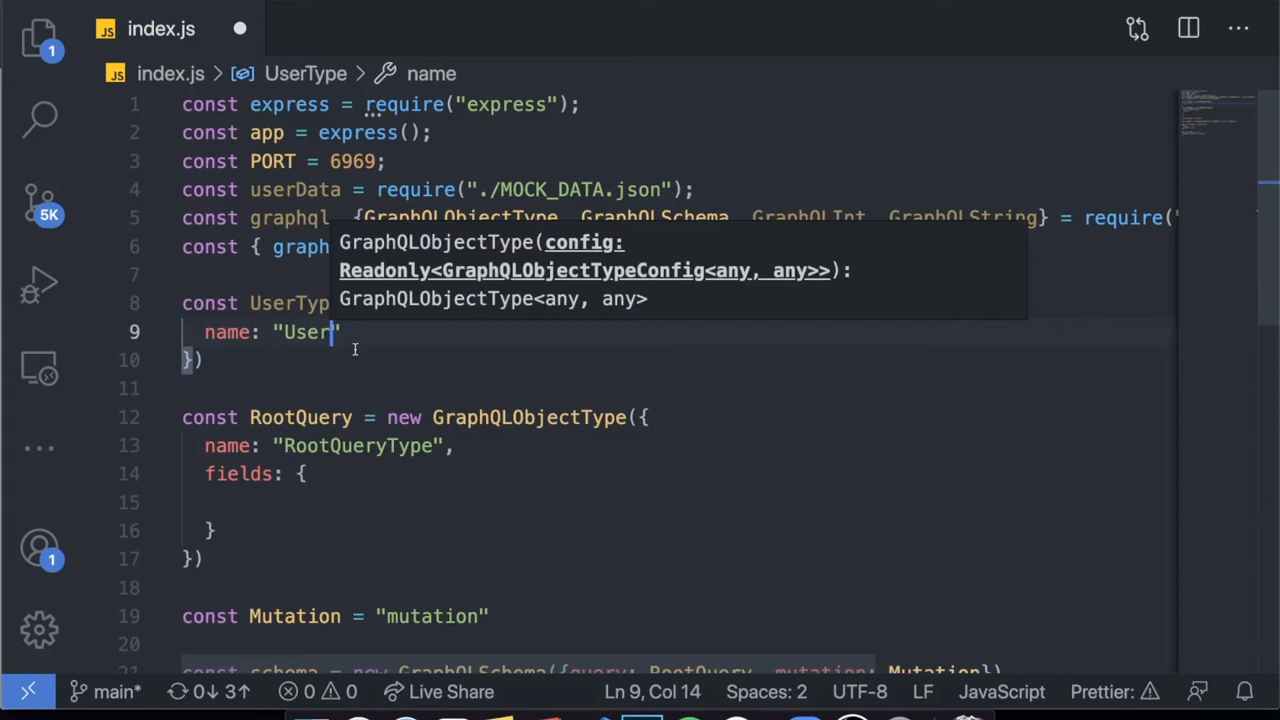 1
JS index.js
JS index.js > UserType > name
1 const express = require("express");
2 const app = express();
3 const PORT = 6969;
4 const userData = require("./MOCK_DATA.json");
5 const graphql {GraphQLObjectType GraphQLSchema GraphQLInt GraphQLString} = require("
6 const { graph
GraphQLObjectType(config:
Readonly<GraphQLObjectTypeConfig<any, any>>):
GraphQLObjectType<any, any>
7
8 const UserTyp
9 name: "User"
10 })
11
12 const RootQuery = new GraphQLObjectType({
13 name: "RootQueryType",
14 fields: {
15
16 }
17 })
18
19 const Mutation = "mutation"
20
21 const schema = new GraphQLSchema({query: RootQuery, mutation: Mutation})
5K
1
main* 0↓ 3↑ 0 0 Live Share Ln 9, Col 14 Spaces: 2 UTF-8 LF JavaScript Prettier: